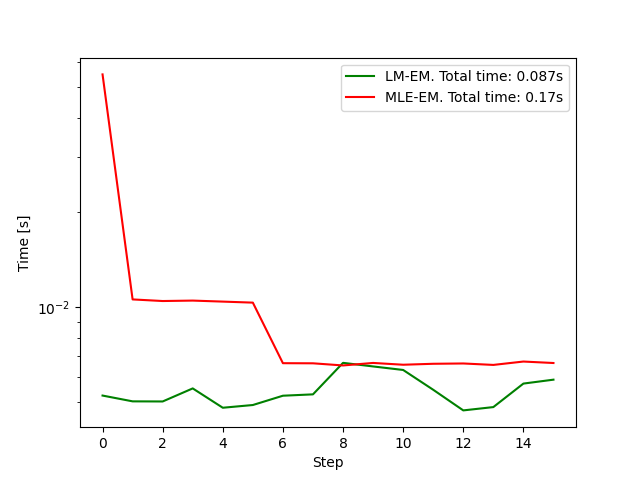 LM-EM. Total time: 0.087s
MLE-EM. Total time: 0.17s
Time [s]
10⁻²
0 2 4 6 8 10 12 14
Step